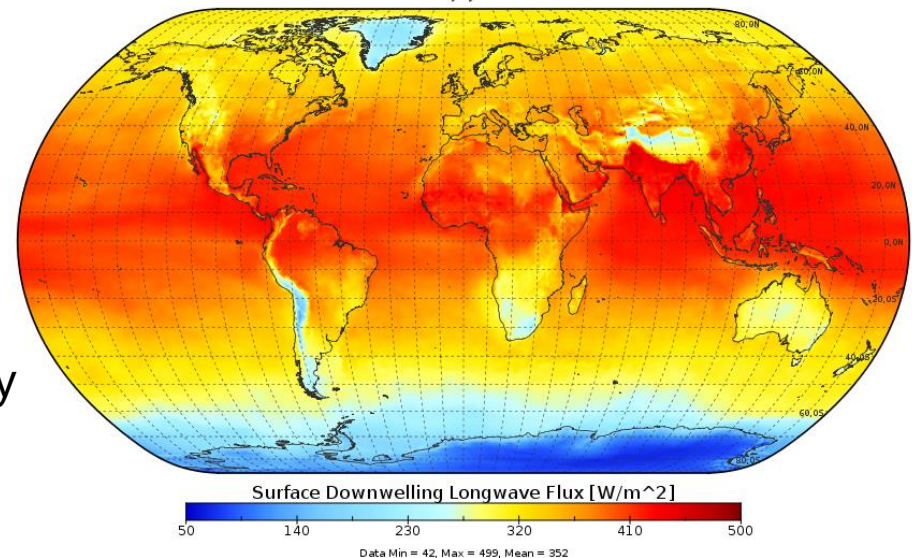 80.0N
60.0N
40.0N
20.0N
0.0N
20.0S
y
40.0S
60.0S
80.0S
Surface Downwelling Longwave Flux [W/m^2]
50 140 230 320 410 500
Data Min = 42, Max = 499, Mean = 352